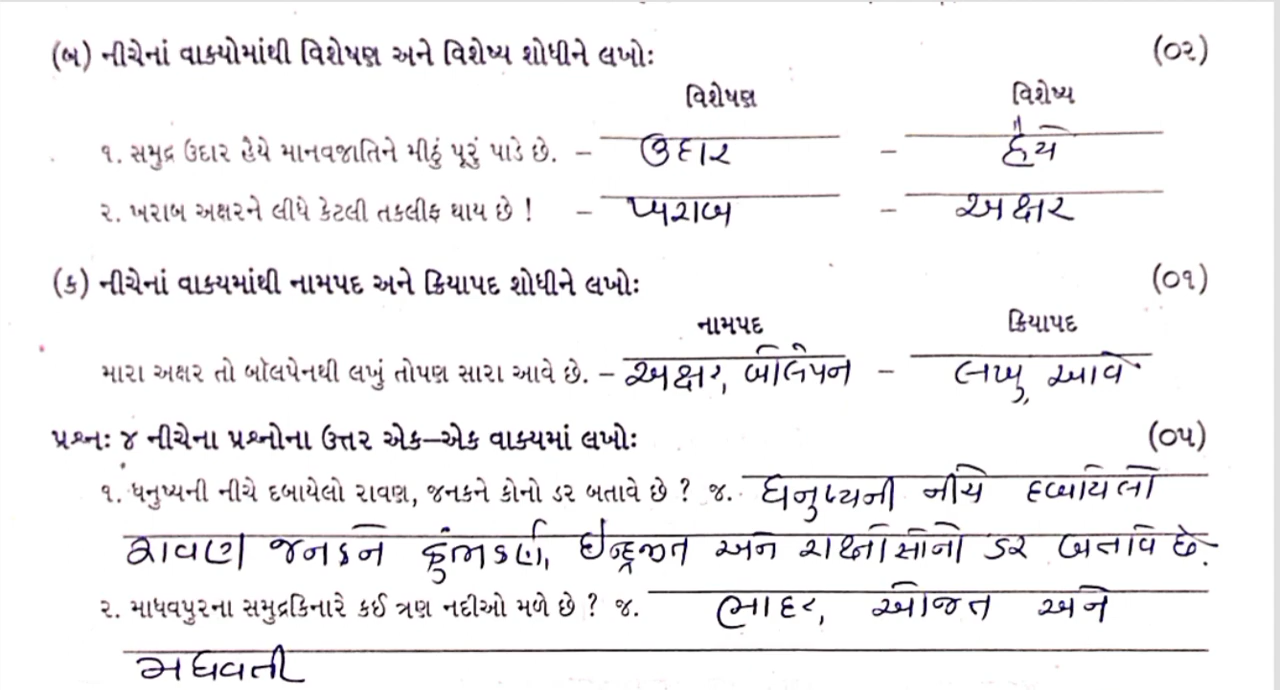 (બ) નીચેનાં વાક્યોમાંથી વિશેષણ અને વિશેષ્ય શોધીને લખોઃ (૦૨)
વિશેષણ વિશેષ્ય
૧. સમુદ્ર ઉદાર હૈયે માનવજાતિને મીઠું પૂરું પાડે છે. – ઉદાર – હૈયે
૨. ખરાબ અક્ષરને લીધે કેટલી તકલીફ થાય છે ! – ખરાબ – અક્ષર
(ક) નીચેનાં વાક્યમાંથી નામપદ અને ક્રિયાપદ શોધીને લખોઃ (૦૧)
નામપદ ક્રિયાપદ
મારા અક્ષર તો બૉલપેનથી લખું તોપણ સારા આવે છે. – અક્ષર, બોલપેન – લખુ, આવે
પ્રશ્નઃ ૪ નીચેના પ્રશ્નોના ઉત્તર એક–એક વાક્યમાં લખોઃ (૦૫)
૧. ધનુષ્યની નીચે દબાયેલો રાવણ, જનકને કોનો ડર બતાવે છે ? જ. ધનુષ્યની નીચે દબાયેલો
રાવણ જનકને કુંભકર્ણ, ઇન્દ્રજીત અને રાક્ષોસોનો ડર બતાવે છે.
૨. માધવપુરના સમુદ્રકિનારે કઈ ત્રણ નદીઓ મળે છે ? જ. ભાદર, ઓજત અને
મધવતી